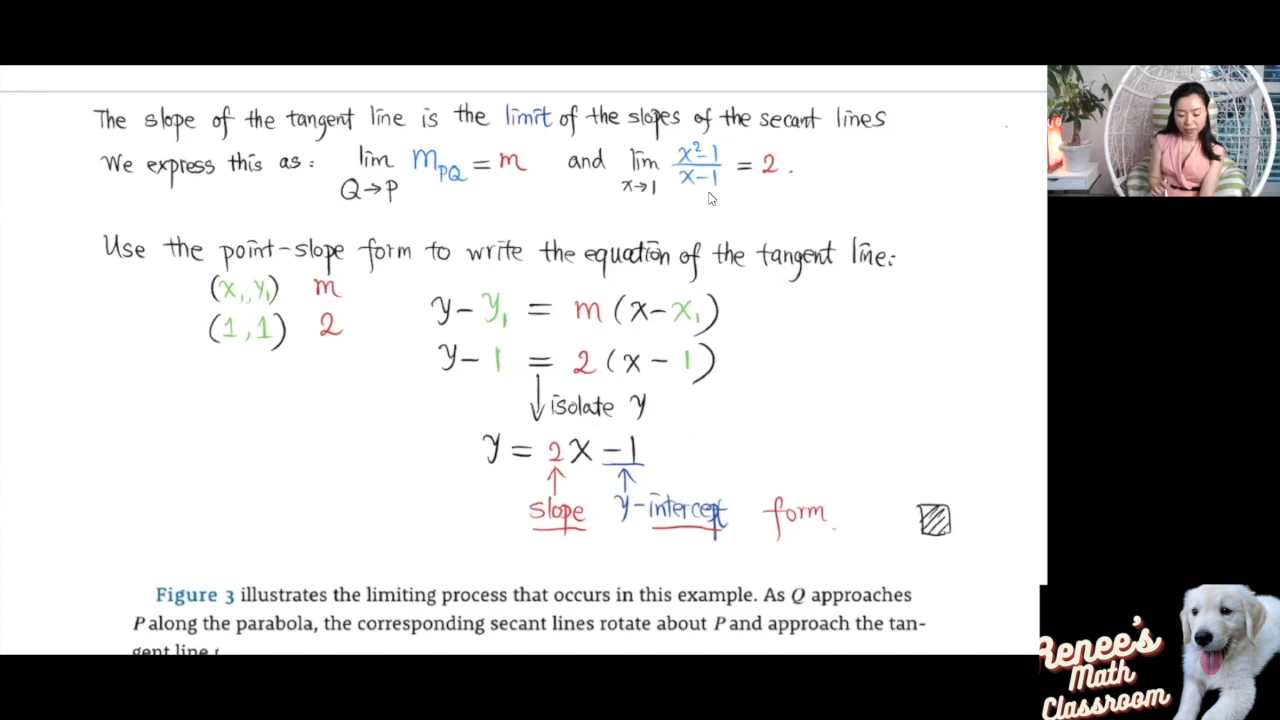 The slope of the tangent line is the limit of the slopes of the secant lines
We express this as: lim Q→P m_PQ = m and lim x→1 (x²-1)/(x-1) = 2.
Use the point-slope form to write the equation of the tangent line:
(x₁, y₁) m
y - y₁ = m(x - x₁)
(1, 1) 2
y - 1 = 2(x - 1)
isolate y
y = 2x - 1
slope y-intercept form.
Figure 3 illustrates the limiting process that occurs in this example. As Q approaches
P along the parabola, the corresponding secant lines rotate about P and approach the tan-
gent line
Renee's
Math
Classroom